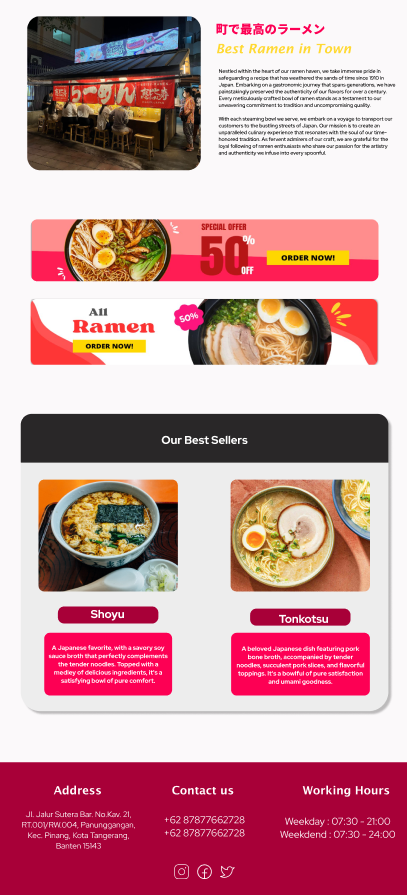 らーめん
町で最高のラーメン
Best Ramen in Town
Nestled within the heart of our ramen haven, we take immense pride in
safeguarding a recipe that has weathered the sands of time since 1910 in
Japan. Embarking on a gastronomic journey that spans generations, we have
painstakingly preserved the authenticity of our flavors for over a century.
Every meticulously crafted bowl of ramen stands as a testament to our
unwavering commitment to tradition and uncompromising quality.
With each steaming bowl we serve, we embark on a voyage to transport our
customers to the bustling streets of Japan. Our mission is to create an
unparalleled culinary experience that resonates with the soul of our time-
honored tradition. As fervent admirers of our craft, we are grateful for the
loyal following of ramen enthusiasts who share our passion for the artistry
and authenticity we infuse into every spoonful.
SPECIAL OFFER
50%
OFF
ORDER NOW!
All
Ramen
ORDER NOW!
50%
Our Best Sellers
Shoyu
A Japanese favorite, with a savory soy
sauce broth that perfectly complements
the tender noodles. Topped with a
medley of delicious ingredients, it's a
satisfying bowl of pure comfort.
Tonkotsu
A beloved Japanese dish featuring pork
bone broth, accompanied by tender
noodles, succulent pork slices, and flavorful
toppings. It's a bowlful of pure satisfaction
and umami goodness.
Address
Jl. Jalur Sutera Bar. No.Kav. 21,
RT.001/RW.004, Panunggangan,
Kec. Pinang, Kota Tangerang,
Banten 15143
Contact us
+62 87877662728
+62 87877662728
Working Hours
Weekday : 07:30 - 21:00
Weekdend : 07:30 - 24:00